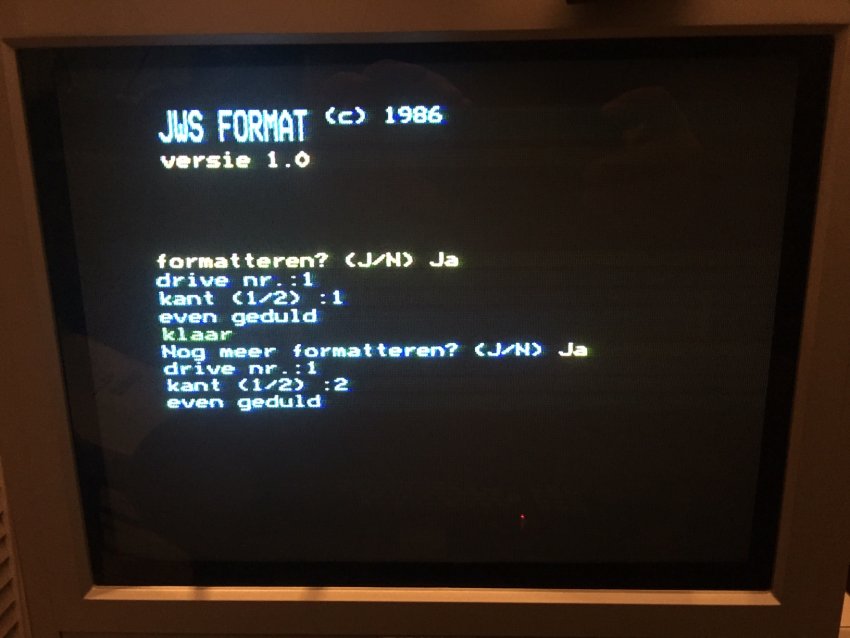 JWS FORMAT (c) 1986
versie 1.0
formatteren? (J/N) Ja
drive nr.:1
kant (1/2) :1
even geduld
klaar
Nog meer formatteren? (J/N) Ja
drive nr.:1
kant (1/2) :2
even geduld